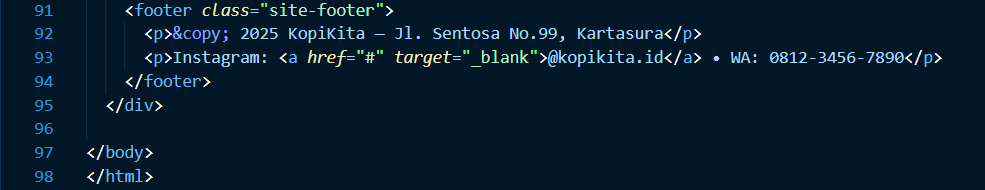 91 <footer class="site-footer">
92 <p>&copy; 2025 KopiKita — Jl. Sentosa No.99, Kartasura</p>
93 <p>Instagram: <a href="#" target="_blank">@kopikita.id</a> • WA: 0812-3456-7890</p>
94 </footer>
95 </div>
96
97 </body>
98 </html>